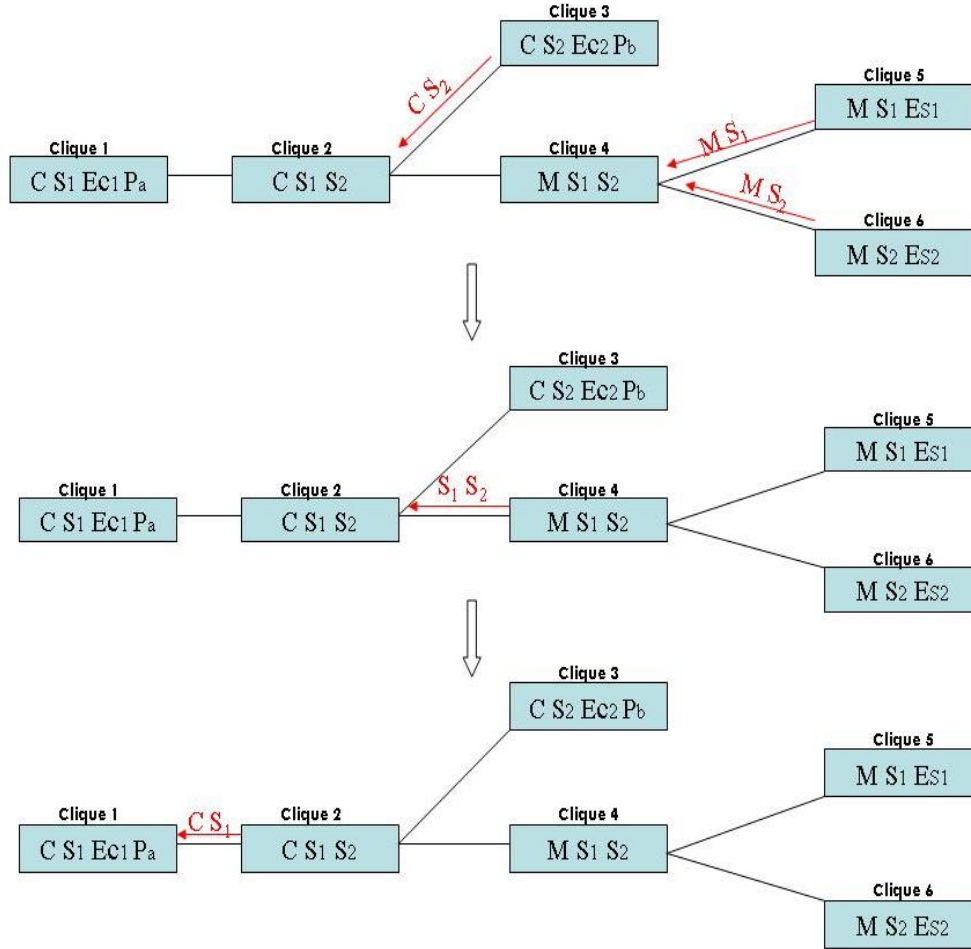 Clique 3
C S2 Ec2 Pb
C S2
Clique 5
M S1 Es1
M S1
Clique 1
Clique 2
Clique 4
C S1 Ec1 Pa
C S1 S2
M S1 S2
M S2
Clique 6
M S2 Es2
Clique 3
C S2 Ec2 Pb
Clique 5
M S1 Es1
Clique 1
Clique 2
S1 S2
Clique 4
C S1 Ec1 Pa
C S1 S2
M S1 S2
Clique 6
M S2 Es2
Clique 3
C S2 Ec2 Pb
Clique 5
M S1 Es1
Clique 1
C S1
Clique 2
Clique 4
C S1 Ec1 Pa
C S1 S2
M S1 S2
Clique 6
M S2 Es2